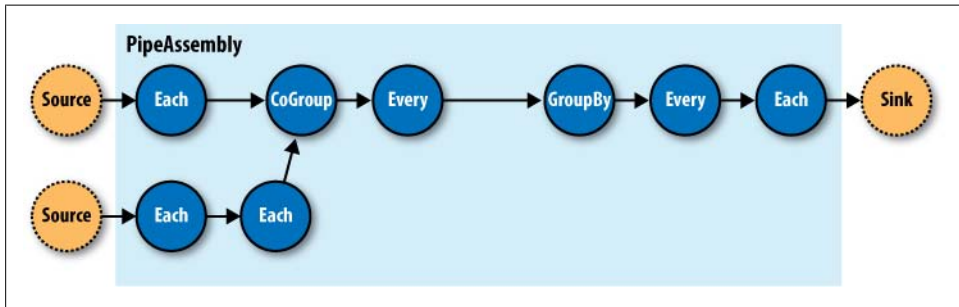 PipeAssembly
Source Each CoGroup Every GroupBy Every Each Sink
Source Each Each